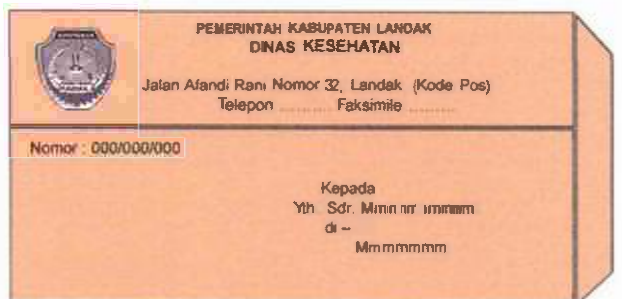 PEMERINTAH KABUPATEN LANDAK
DINAS KESEHATAN
Jalan Afandi Rani Nomor 32, Landak (Kode Pos)
Telepon ............ Faksimile ..........
Nomor : 000/000/000
Kepada
Yth. Sdr.
di –
Mmmmmmm